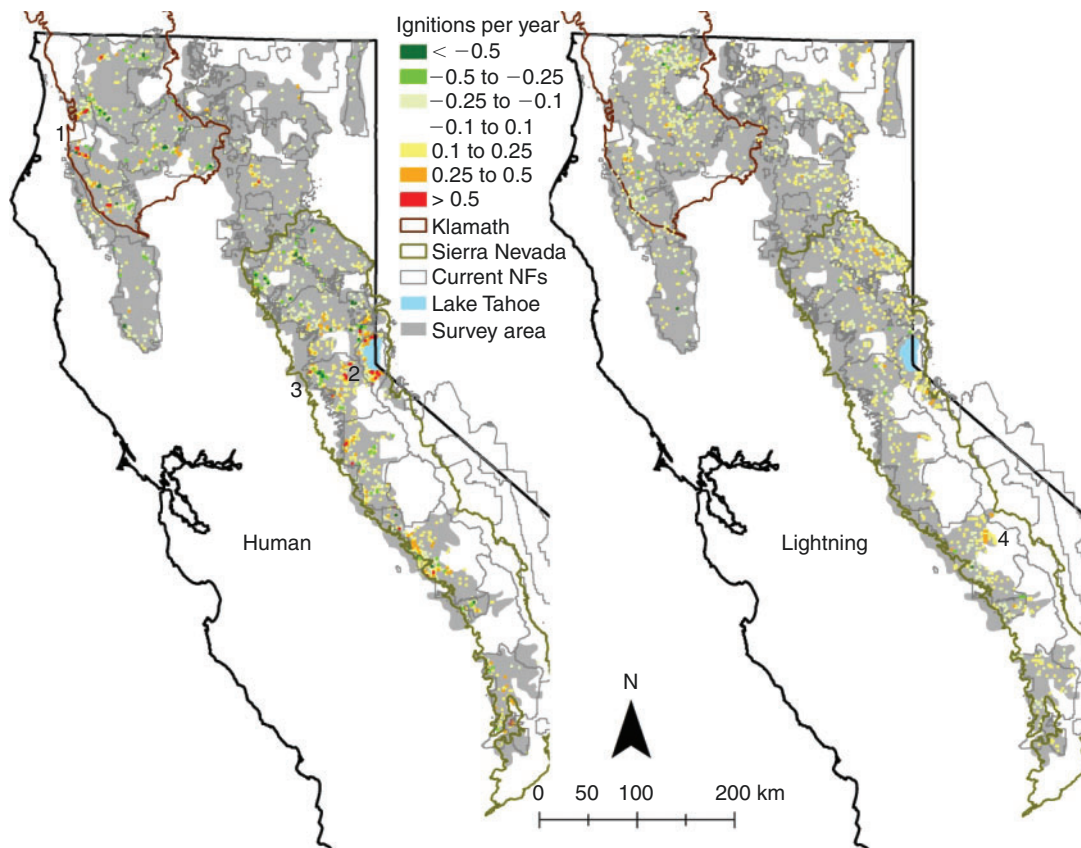 Ignitions per year
< −0.5
−0.5 to −0.25
−0.25 to −0.1
−0.1 to 0.1
0.1 to 0.25
0.25 to 0.5
> 0.5
Klamath
Sierra Nevada
Current NFs
Lake Tahoe
Survey area
1
2
3
Human
Lightning
4
N
0 50 100 200 km